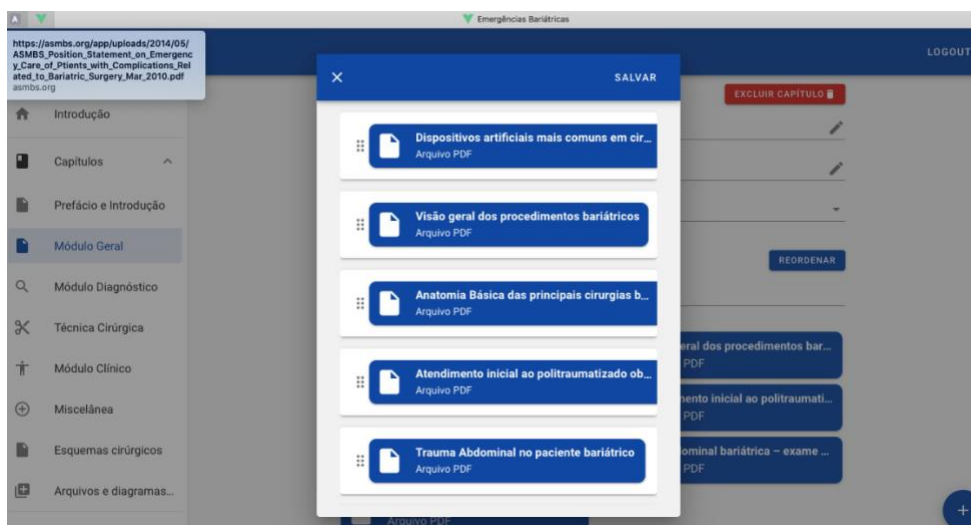 Emergências Bariátricas
https://asmbs.org/app/uploads/2014/05/
ASMBS_Position_Statement_on_Emergenc
y_Care_of_Ptients_with_Complications_Rel
ated_to_Bariatric_Surgery_Mar_2010.pdf
asmbs.org
LOGOUT
Introdução
Capítulos
Prefácio e Introdução
Módulo Geral
Módulo Diagnóstico
Técnica Cirúrgica
Módulo Clínico
Miscelânea
Esquemas cirúrgicos
Arquivos e diagramas...
SALVAR
Dispositivos artificiais mais comuns em cir...
Arquivo PDF
Visão geral dos procedimentos bariátricos
Arquivo PDF
Anatomia Básica das principais cirurgias b...
Arquivo PDF
Atendimento inicial ao politraumatizado ob...
Arquivo PDF
Trauma Abdominal no paciente bariátrico
Arquivo PDF
Arquivo PDF
EXCLUIR CAPÍTULO
REORDENAR
eral dos procedimentos bar...
PDF
nento inicial ao politraumati...
PDF
ominal bariátrica – exame ...
PDF